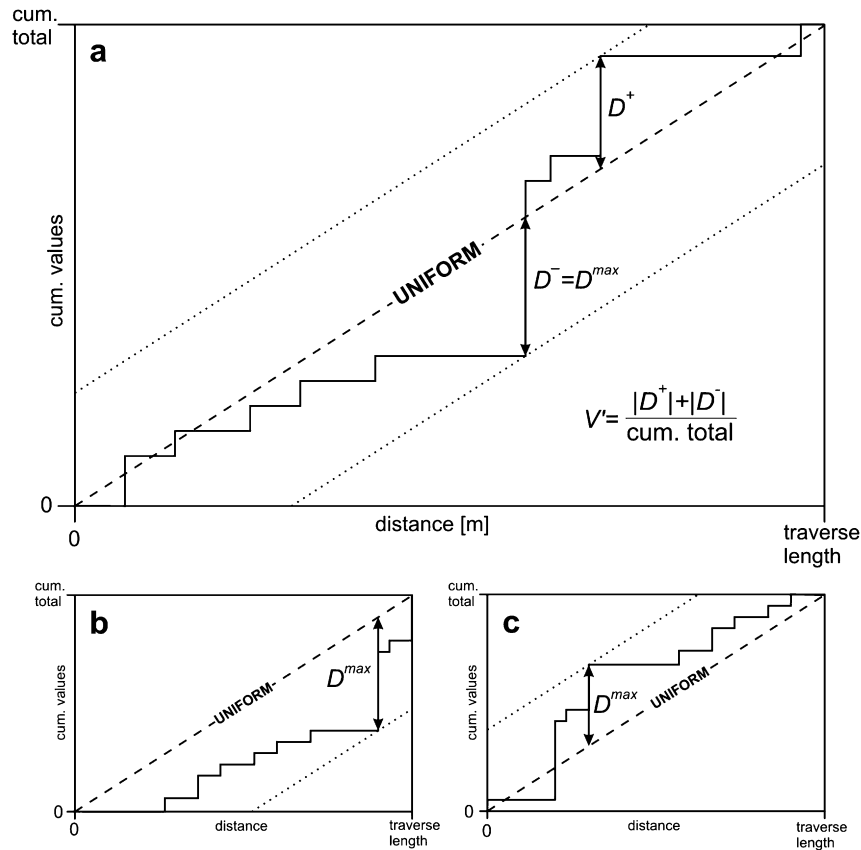 cum.
total
a
D⁺
cum. values
UNIFORM
D⁻=Dᵐᵃˣ
V'= |D⁺|+|D⁻|
cum. total
0
0
distance [m]
traverse
length
cum.
total
b
Dᵐᵃˣ
UNIFORM
cum. values
0
0
distance
traverse
length
cum.
total
c
Dᵐᵃˣ
UNIFORM
cum. values
0
0
distance
traverse
length